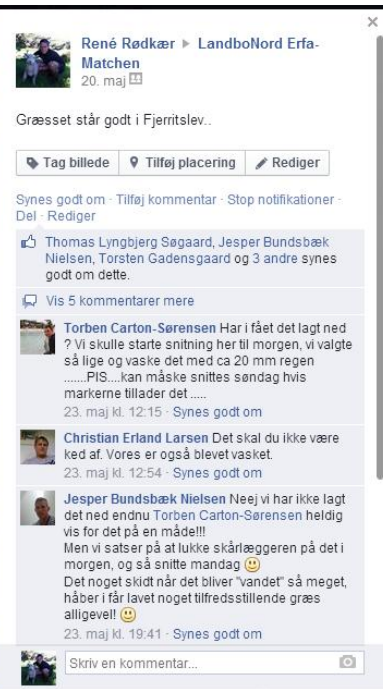 René Rødkær ▸ LandboNord Erfa-
Matchen
20. maj
Græsset står godt i Fjerritslev..
Tag billede Tilføj placering Rediger
Synes godt om · Tilføj kommentar · Stop notifikationer ·
Del · Rediger
Thomas Lyngbjerg Søgaard, Jesper Bundsbæk
Nielsen, Torsten Gadensgaard og 3 andre synes
godt om dette.
Vis 5 kommentarer mere
Torben Carton-Sørensen Har i fået det lagt ned
? Vi skulle starte snitning her til morgen, vi valgte
så lige og vaske det med ca 20 mm regen
.......PIS....kan måske snittes søndag hvis
markerne tillader det .....
23. maj kl. 12:15 · Synes godt om
Christian Erland Larsen Det skal du ikke være
ked af. Vores er også blevet vasket.
23. maj kl. 12:54 · Synes godt om
Jesper Bundsbæk Nielsen Neej vi har ikke lagt
det ned endnu Torben Carton-Sørensen heldig
vis for det på en måde!!!
Men vi satser på at lukke skårlæggeren på det i
morgen, og så snitte mandag 🙂
Det noget skidt når det bliver "vandet" så meget,
håber i får lavet noget tilfredsstillende græs
alligevel! 🙂
23. maj kl. 19:41 · Synes godt om
Skriv en kommentar...